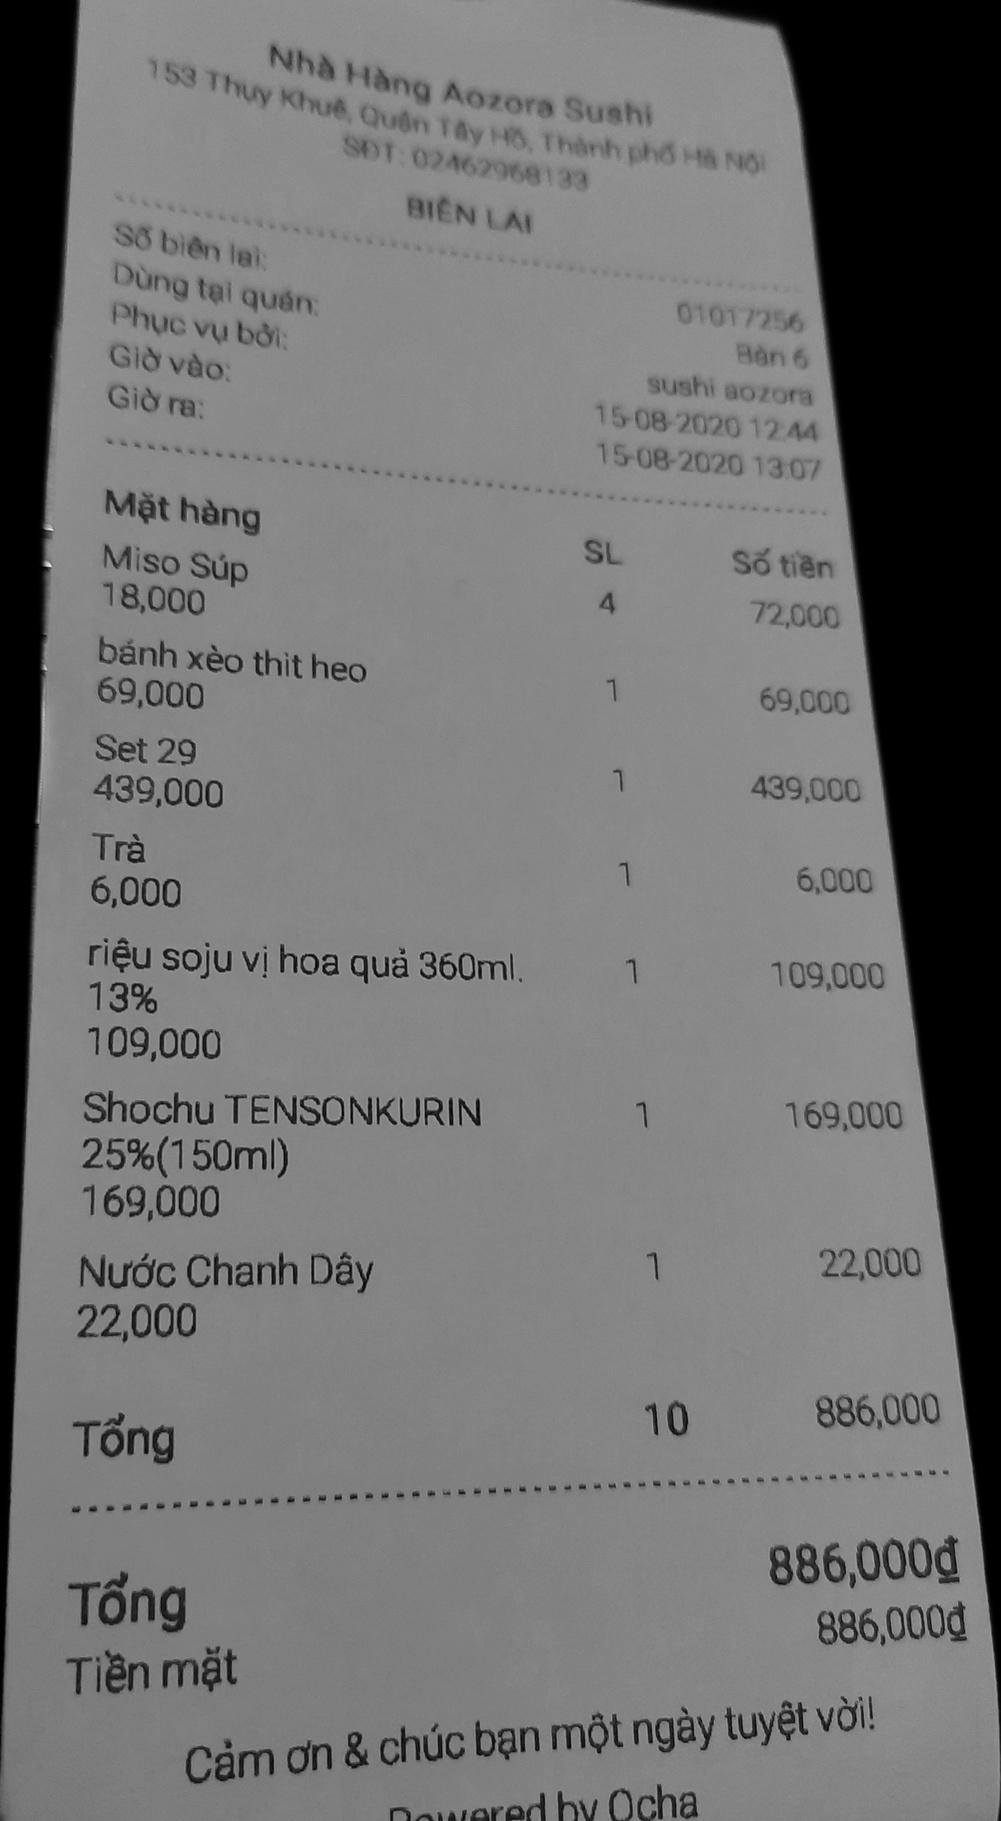 Nhà Hàng Aozora Sushi
153 Thụy Khuê, Quận Tây Hồ, Thành phố Hà Nội
SĐT: 02462968133
BIÊN LAI
Số biên lai: 01017256
Dùng tại quán: Bàn 6
Phục vụ bởi: sushi aozora
Giờ vào: 15-08-2020 12:44
Giờ ra: 15-08-2020 13:07
Mặt hàng SL Số tiền
Miso Súp 4 72,000
18,000
bánh xèo thit heo 1 69,000
69,000
Set 29 1 439,000
439,000
Trà 1 6,000
6,000
riệu soju vị hoa quả 360ml. 1 109,000
13%
109,000
Shochu TENSONKURIN 1 169,000
25%(150ml)
169,000
Nước Chanh Dây 1 22,000
22,000
Tổng 10 886,000
Tổng 886,000₫
Tiền mặt 886,000₫
Cảm ơn & chúc bạn một ngày tuyệt vời!
Powered by Ocha